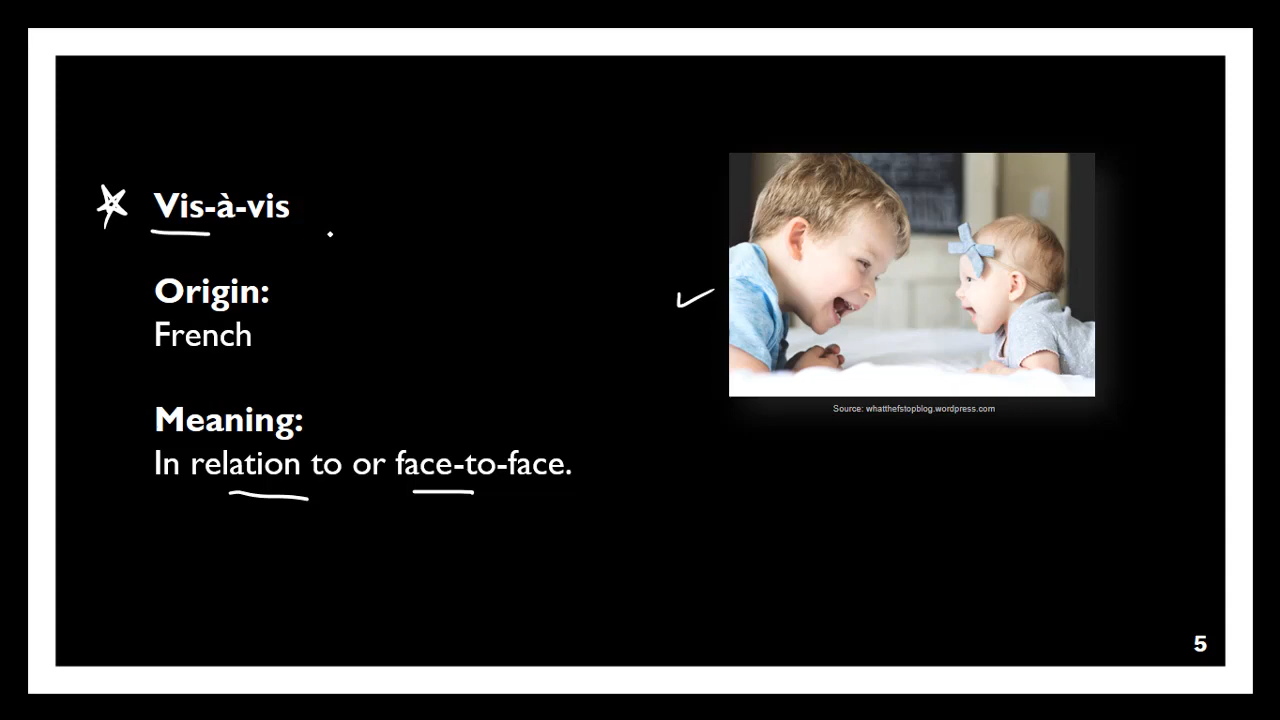 Vis-à-vis
Origin:
French
Meaning:
In relation to or face-to-face.
Source: whatthefstopblog.wordpress.com
5